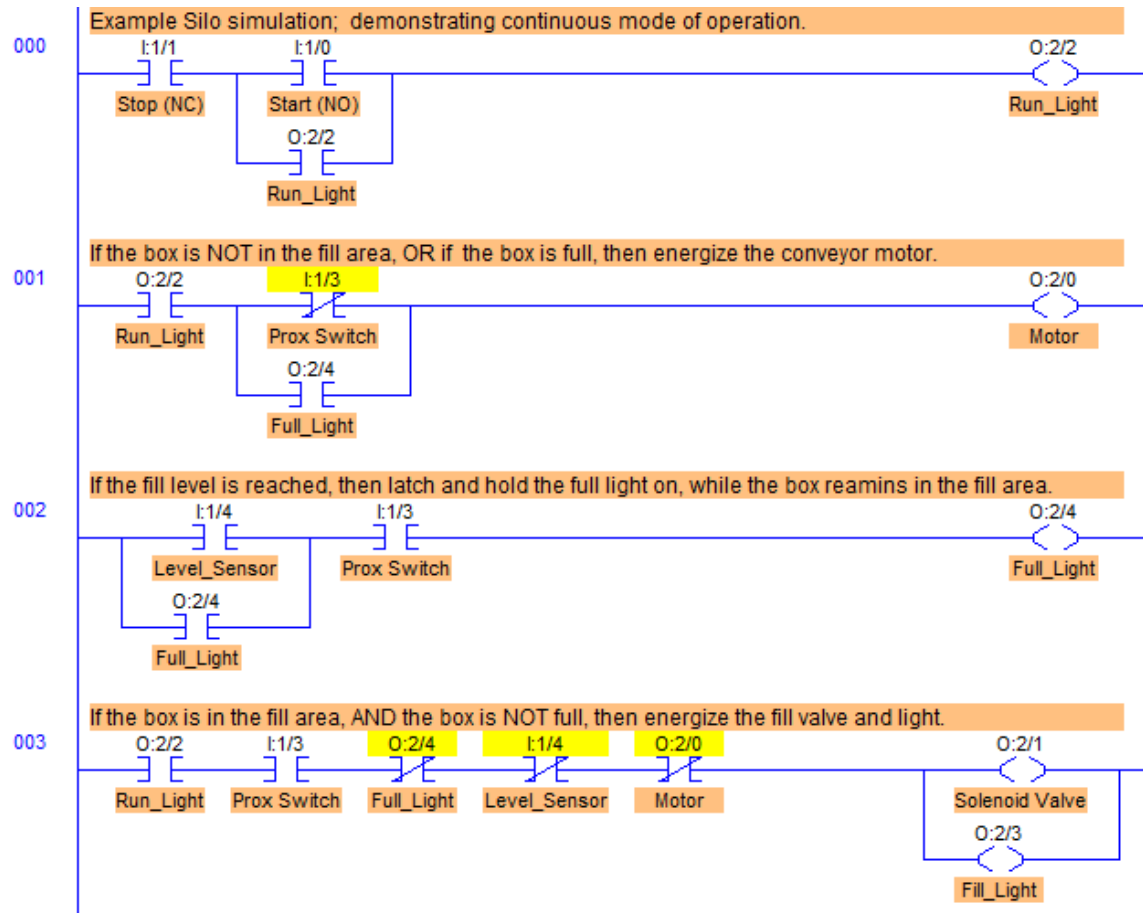 Example Silo simulation;  demonstrating continuous mode of operation.
000
I:1/1 I:1/0 O:2/2
Stop (NC) Start (NO) Run_Light
O:2/2
Run_Light
If the box is NOT in the fill area, OR if  the box is full, then energize the conveyor motor.
001
O:2/2 I:1/3 O:2/0
Run_Light Prox Switch Motor
O:2/4
Full_Light
If the fill level is reached, then latch and hold the full light on, while the box reamins in the fill area.
002
I:1/4 I:1/3 O:2/4
Level_Sensor Prox Switch Full_Light
O:2/4
Full_Light
If the box is in the fill area, AND the box is NOT full, then energize the fill valve and light.
003
O:2/2 I:1/3 O:2/4 I:1/4 O:2/0 O:2/1
Run_Light Prox Switch Full_Light Level_Sensor Motor Solenoid Valve
O:2/3
Fill_Light